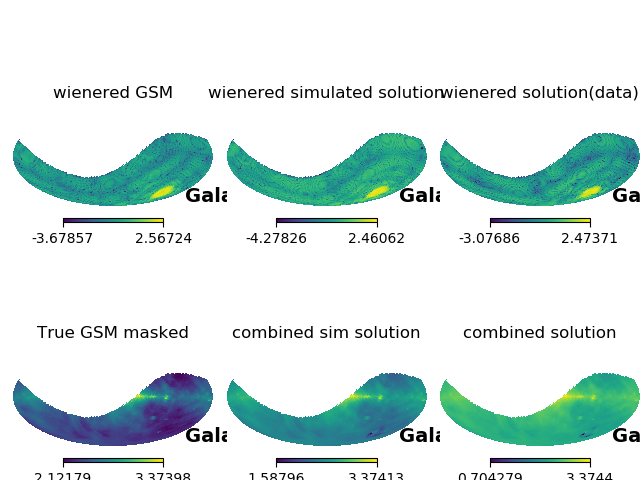 wienered GSM wienered simulated solution wienered solution(data)
Gala Gala Ga
-3.67857 2.56724 -4.27826 2.46062 -3.07686 2.47371
True GSM masked combined sim solution combined solution
Gala Gala Ga
2.12179 3.37398 1.58796 3.37413 0.704279 3.3744